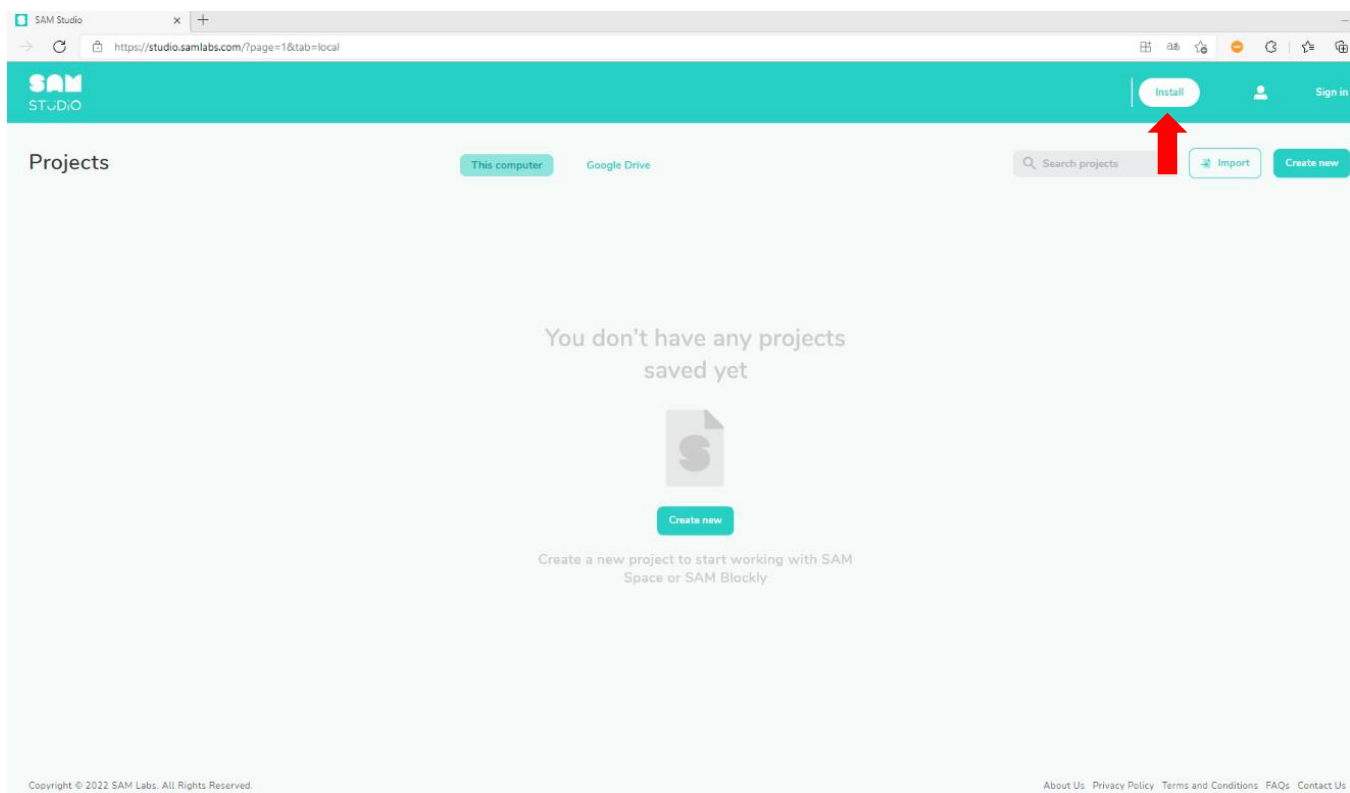 SAM Studio
https://studio.samlabs.com/?page=1&tab=local
SAM
STUDIO
Install
Sign in
Projects
This computer
Google Drive
Search projects
Import
Create new
You don't have any projects
saved yet
S
Create new
Create a new project to start working with SAM
Space or SAM Blockly
Copyright © 2022 SAM Labs. All Rights Reserved.
About Us Privacy Policy Terms and Conditions FAQs Contact Us